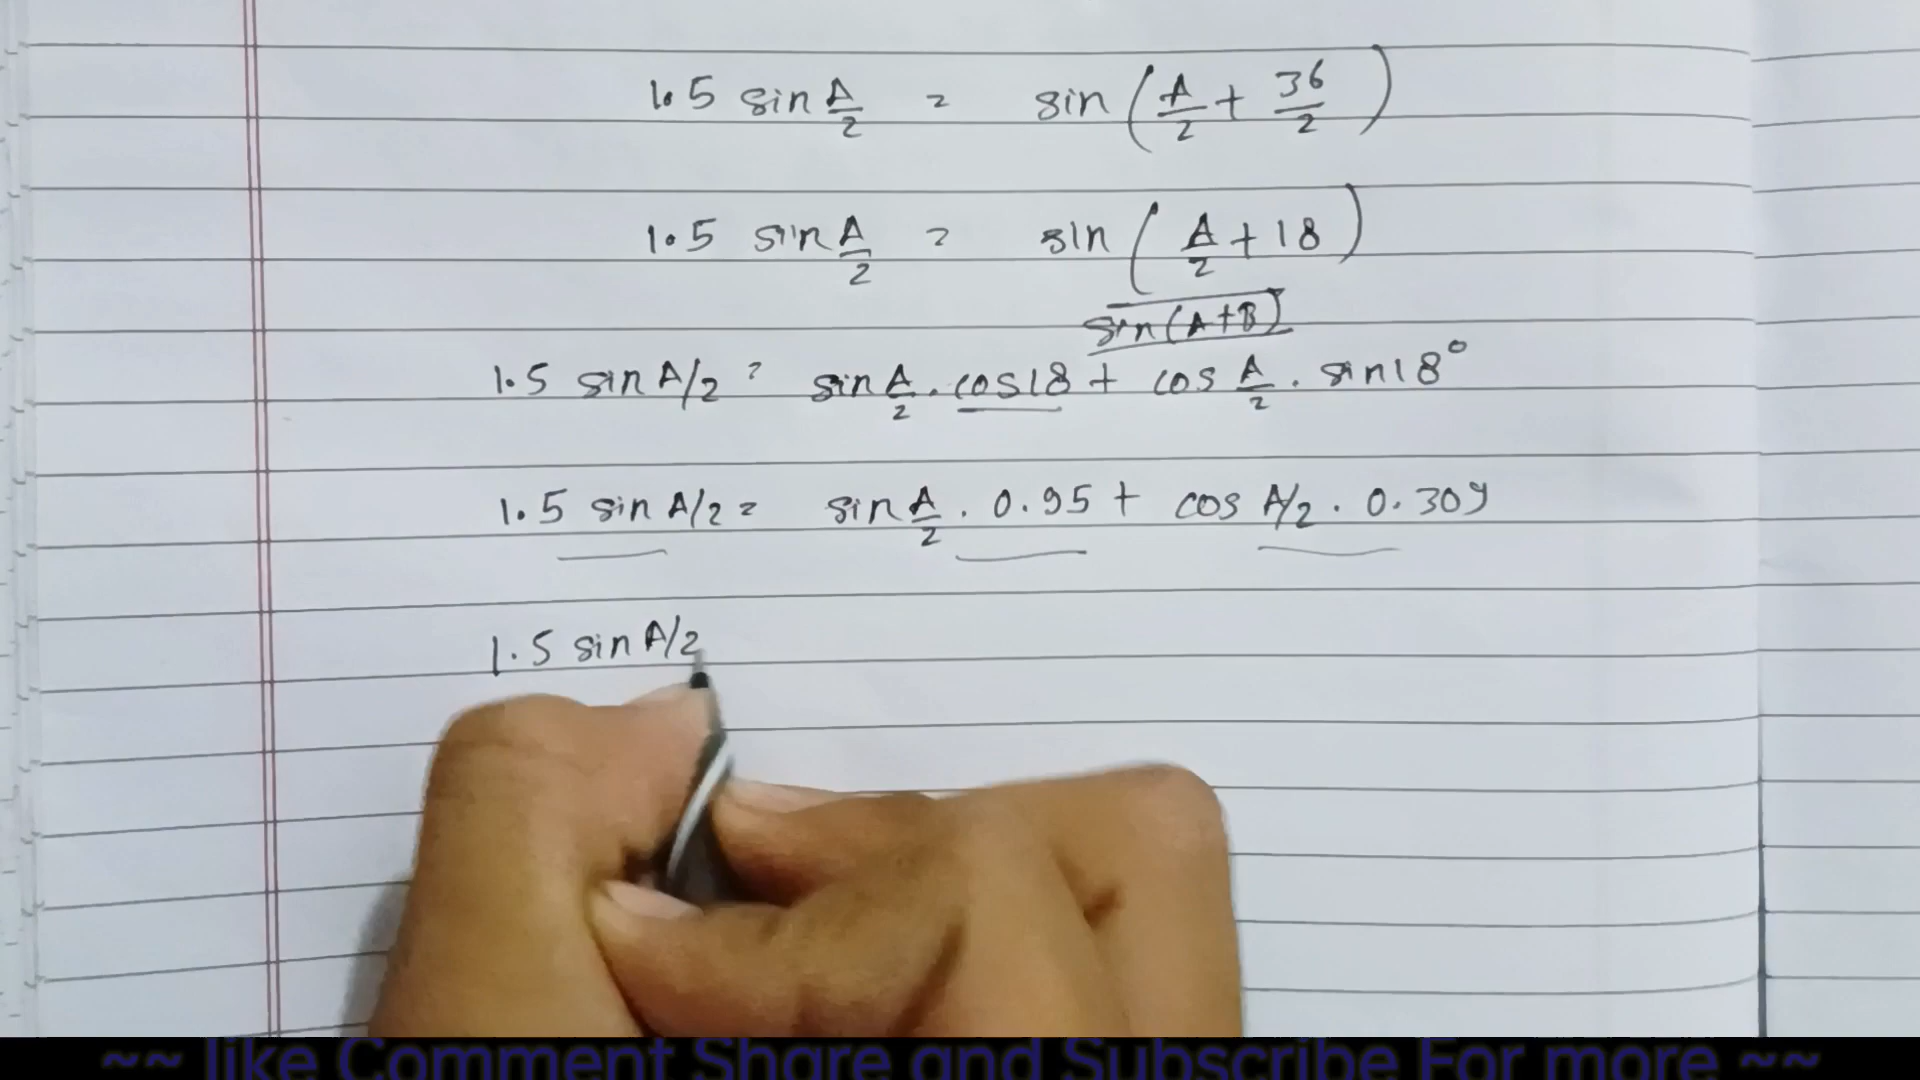 1.5 sin A/2 = sin (A/2 + 36/2)
1.5 sin A/2 = sin (A/2 + 18)
sin(A+B)
1.5 sin A/2 = sin A/2 . cos18 + cos A/2 . sin18°
1.5 sin A/2 = sin A/2 . 0.95 + cos A/2 . 0.309
1.5 sin A/2
~~ like Comment Share and Subscribe For more ~~